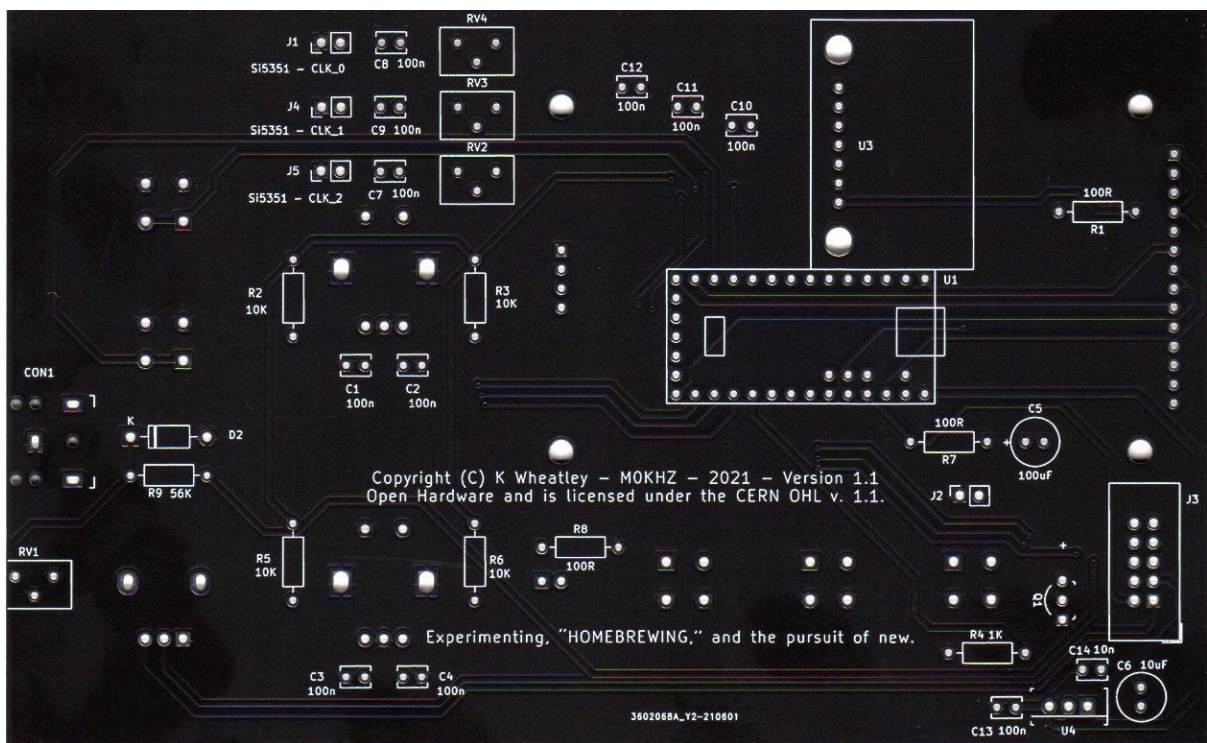 RV4
J1
C8 100n
Si5351 - CLK_0
C12
100n
RV3
J4
C9 100n
Si5351 - CLK_1
C11
100n
C10
100n
RV2
J5
C7 100n
Si5351 - CLK_2
U3
100R
R1
U1
R2
10K
R3
10K
C1
100n
C2
100n
CON1
K
D2
R9 56K
100R
R7
C5
+
100uF
Copyright (C) K Wheatley - M0KHZ - 2021 - Version 1.1
Open Hardware and is licensed under the CERN OHL v. 1.1.
J2
J3
RV1
R5
10K
R6
10K
R8
100R
+
Q1
Experimenting, "HOMEBREWING," and the pursuit of new.
R4 1K
C14 10n
C6 10uF
C3
100n
C4
100n
3602068A_Y2-210601
C13 100n
U4